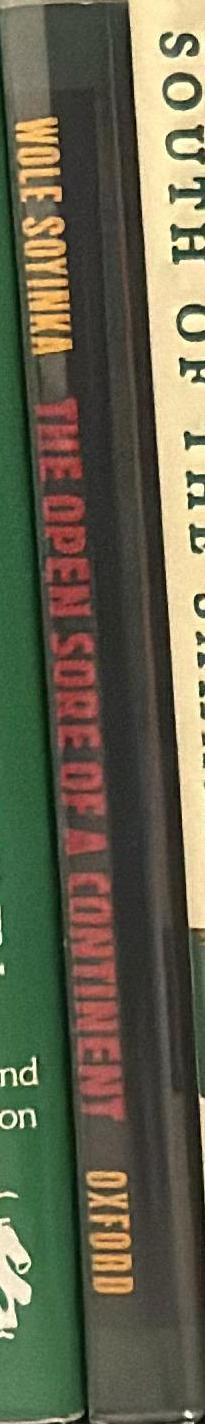 nd
on
WOLE SOYINKA THE OPEN SORE OF A CONTINENT OXFORD
SOUTH OF THE